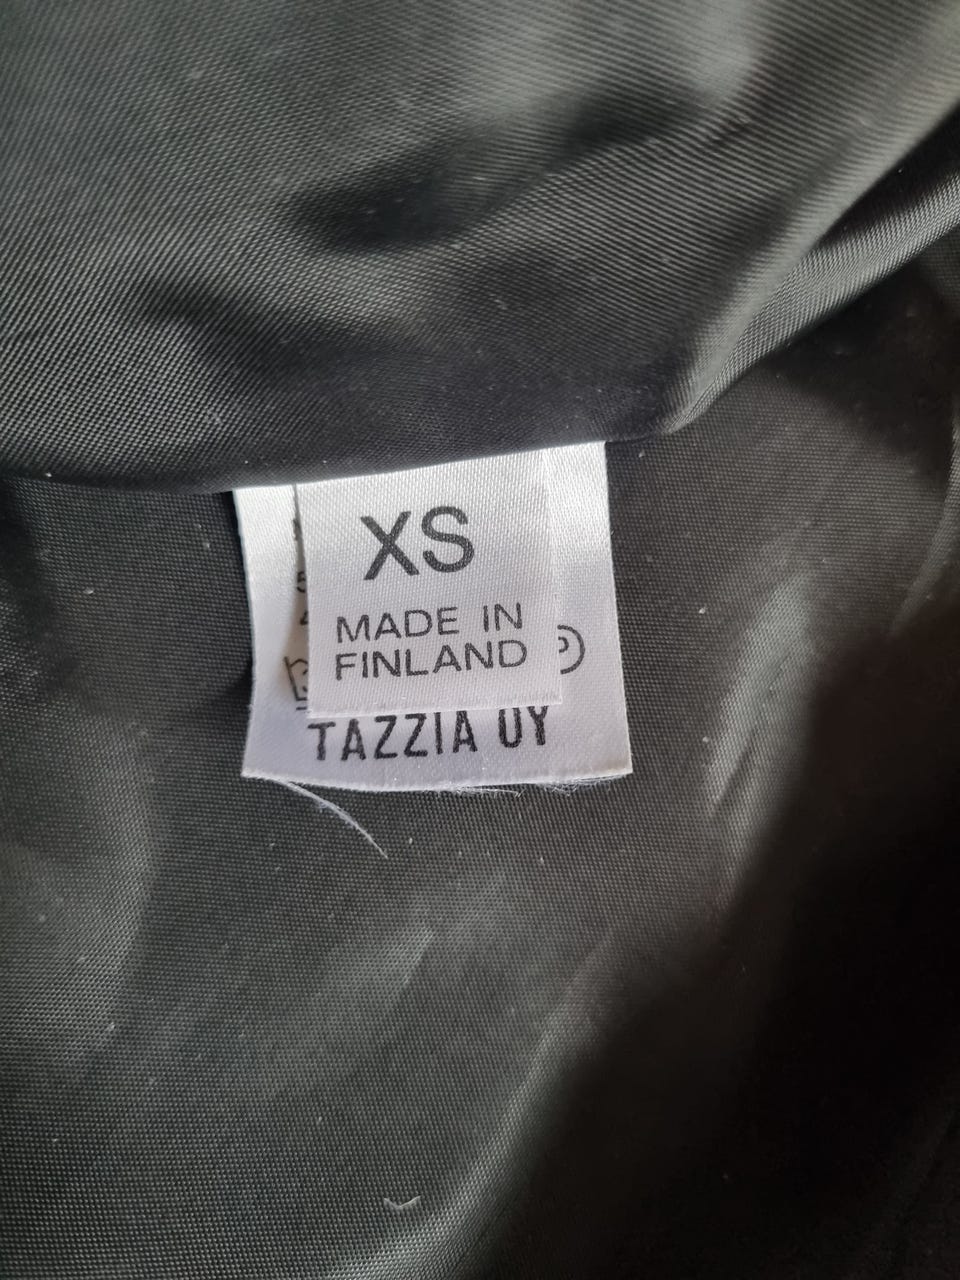 XS
MADE IN
FINLAND
P
TAZZIA OY